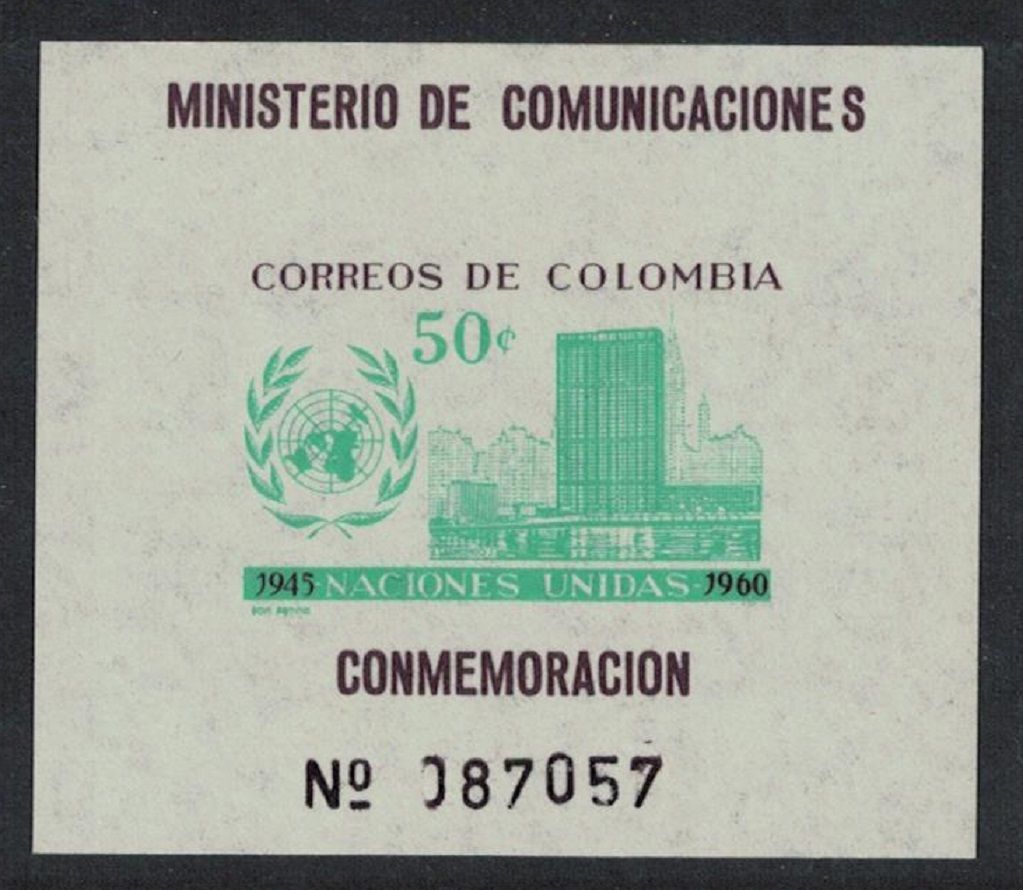 MINISTERIO DE COMUNICACIONES
CORREOS DE COLOMBIA
50¢
1945 NACIONES UNIDAS - 1960
CONMEMORACION
Nº 087057